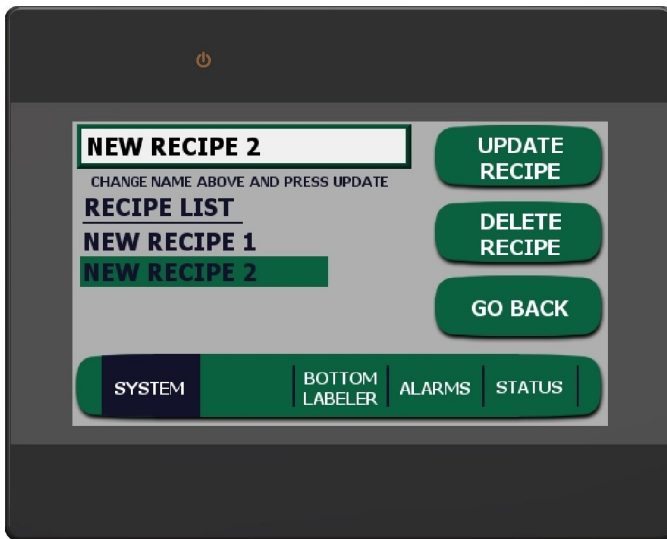 NEW RECIPE 2
CHANGE NAME ABOVE AND PRESS UPDATE
RECIPE LIST
NEW RECIPE 1
NEW RECIPE 2
UPDATE
RECIPE
DELETE
RECIPE
GO BACK
SYSTEM
BOTTOM
LABELER
ALARMS
STATUS